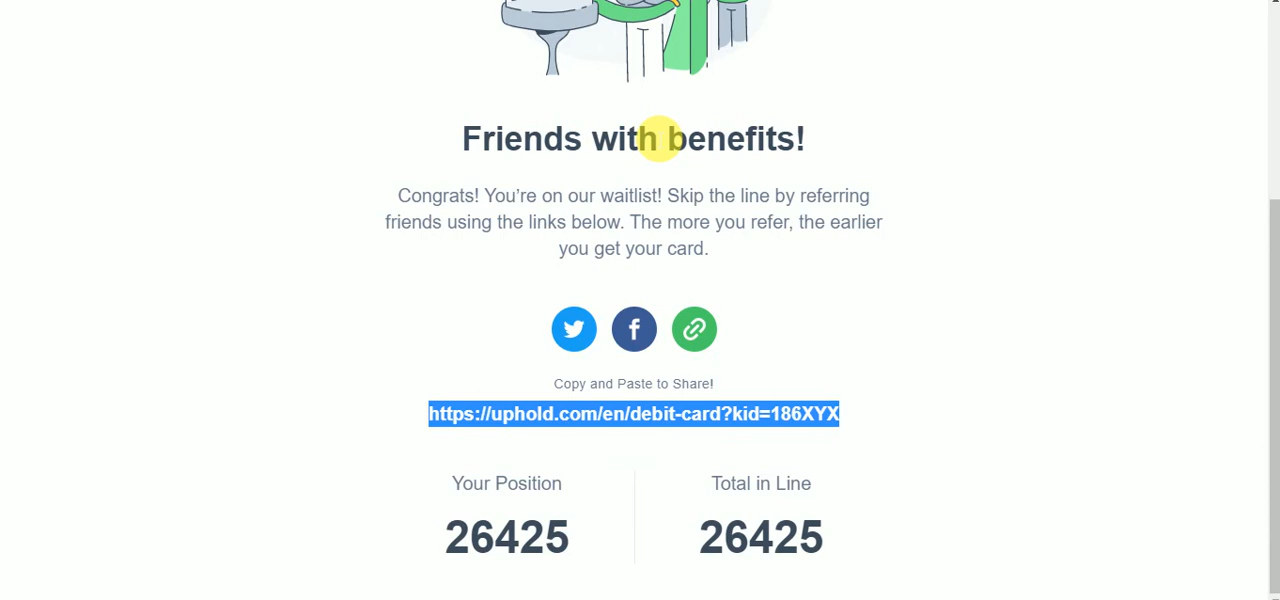 Friends with benefits!
Congrats! You’re on our waitlist! Skip the line by referring
friends using the links below. The more you refer, the earlier
you get your card.
Copy and Paste to Share!
https://uphold.com/en/debit-card?kid=186XYX
Your Position
Total in Line
26425
26425